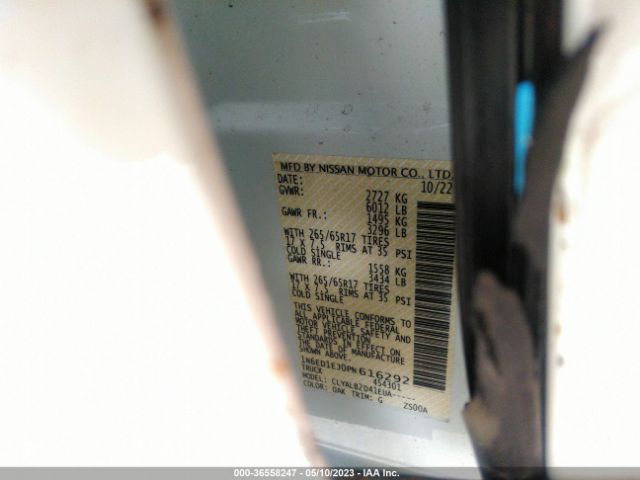 MFD BY NISSAN MOTOR CO., LTD.
DATE: 10/22
GVWR: 2727 KG
6012 LB
GAWR FR.: 1495 KG
3296 LB
WITH 265/65R17 TIRES
17 X 7.5 RIMS AT 35 PSI
COLD SINGLE
GAWR RR.: 1558 KG
3434 LB
WITH 265/65R17 TIRES
17 X 7.5 RIMS AT 35 PSI
COLD SINGLE
THIS VEHICLE CONFORMS TO
ALL APPLICABLE FEDERAL
MOTOR VEHICLE SAFETY AND
THEFT PREVENTION
STANDARDS IN EFFECT ON
THE DATE OF MANUFACTURE
SHOWN ABOVE.
1N6ED1EJ0PN616292
TRUCK 454301
MODEL: CLYALB2D41EUA-----
COLOR: QAK TRIM: G ZS00A
000-36558247 - 05/10/2023 - IAA Inc.